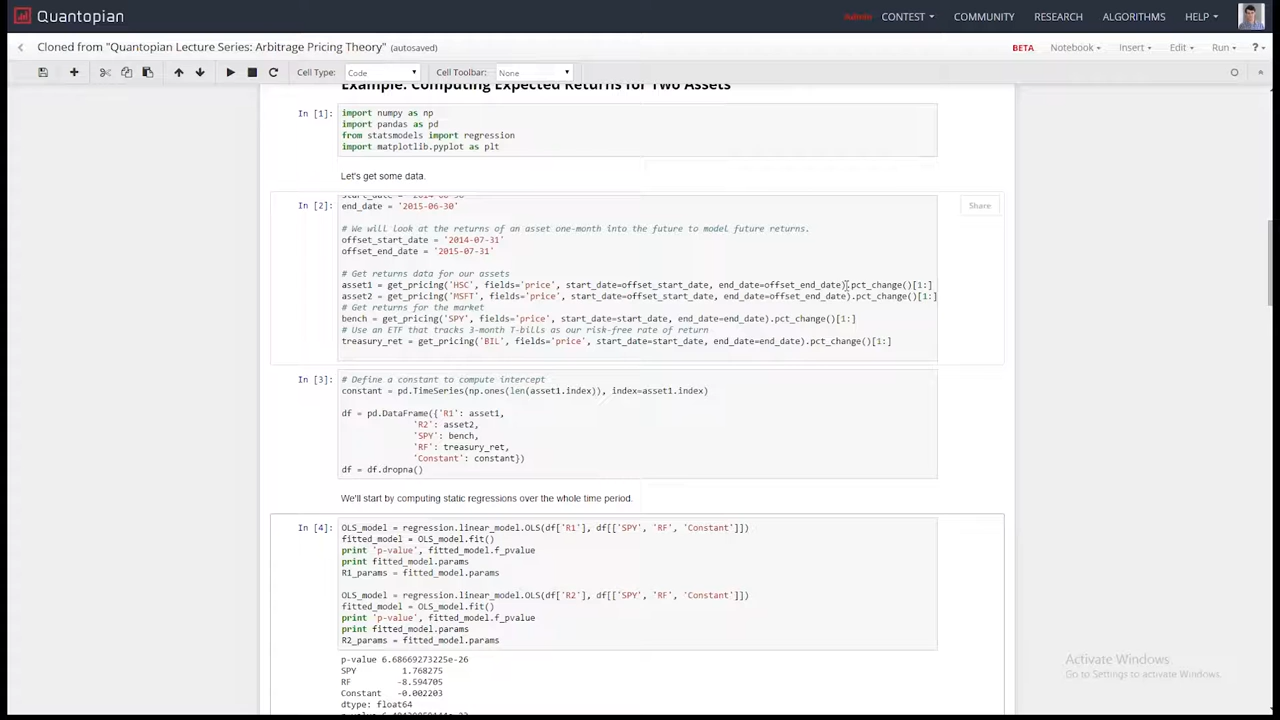 Quantopian
Admin CONTEST COMMUNITY RESEARCH ALGORITHMS HELP
Cloned from "Quantopian Lecture Series: Arbitrage Pricing Theory" (autosaved)
BETA Notebook Insert Edit Run ?
Cell Type: Code Cell Toolbar: None
Example: Computing Expected Returns for Two Assets
In [1]: import numpy as np
import pandas as pd
from statsmodels import regression
import matplotlib.pyplot as plt
Let's get some data.
In [2]: end_date = '2015-06-30'
Share
# We will look at the returns of an asset one-month into the future to model future returns.
offset_start_date = '2014-07-31'
offset_end_date = '2015-07-31'
# Get returns data for our assets
asset1 = get_pricing('HSC', fields='price', start_date=offset_start_date, end_date=offset_end_date).pct_change()[1:]
asset2 = get_pricing('MSFT', fields='price', start_date=offset_start_date, end_date=offset_end_date).pct_change()[1:]
# Get returns for the market
bench = get_pricing('SPY', fields='price', start_date=start_date, end_date=end_date).pct_change()[1:]
# Use an ETF that tracks 3-month T-bills as our risk-free rate of return
treasury_ret = get_pricing('BIL', fields='price', start_date=start_date, end_date=end_date).pct_change()[1:]
In [3]: # Define a constant to compute intercept
constant = pd.TimeSeries(np.ones(len(asset1.index)), index=asset1.index)
df = pd.DataFrame({'R1': asset1,
'R2': asset2,
'SPY': bench,
'RF': treasury_ret,
'Constant': constant})
df = df.dropna()
We'll start by computing static regressions over the whole time period.
In [4]: OLS_model = regression.linear_model.OLS(df['R1'], df[['SPY', 'RF', 'Constant']])
fitted_model = OLS_model.fit()
print 'p-value', fitted_model.f_pvalue
print fitted_model.params
R1_params = fitted_model.params
OLS_model = regression.linear_model.OLS(df['R2'], df[['SPY', 'RF', 'Constant']])
fitted_model = OLS_model.fit()
print 'p-value', fitted_model.f_pvalue
print fitted_model.params
R2_params = fitted_model.params
p-value 6.68669273225e-26
SPY 1.768275
RF -8.594705
Constant -0.002203
dtype: float64
Activate Windows
Go to Settings to activate Windows.